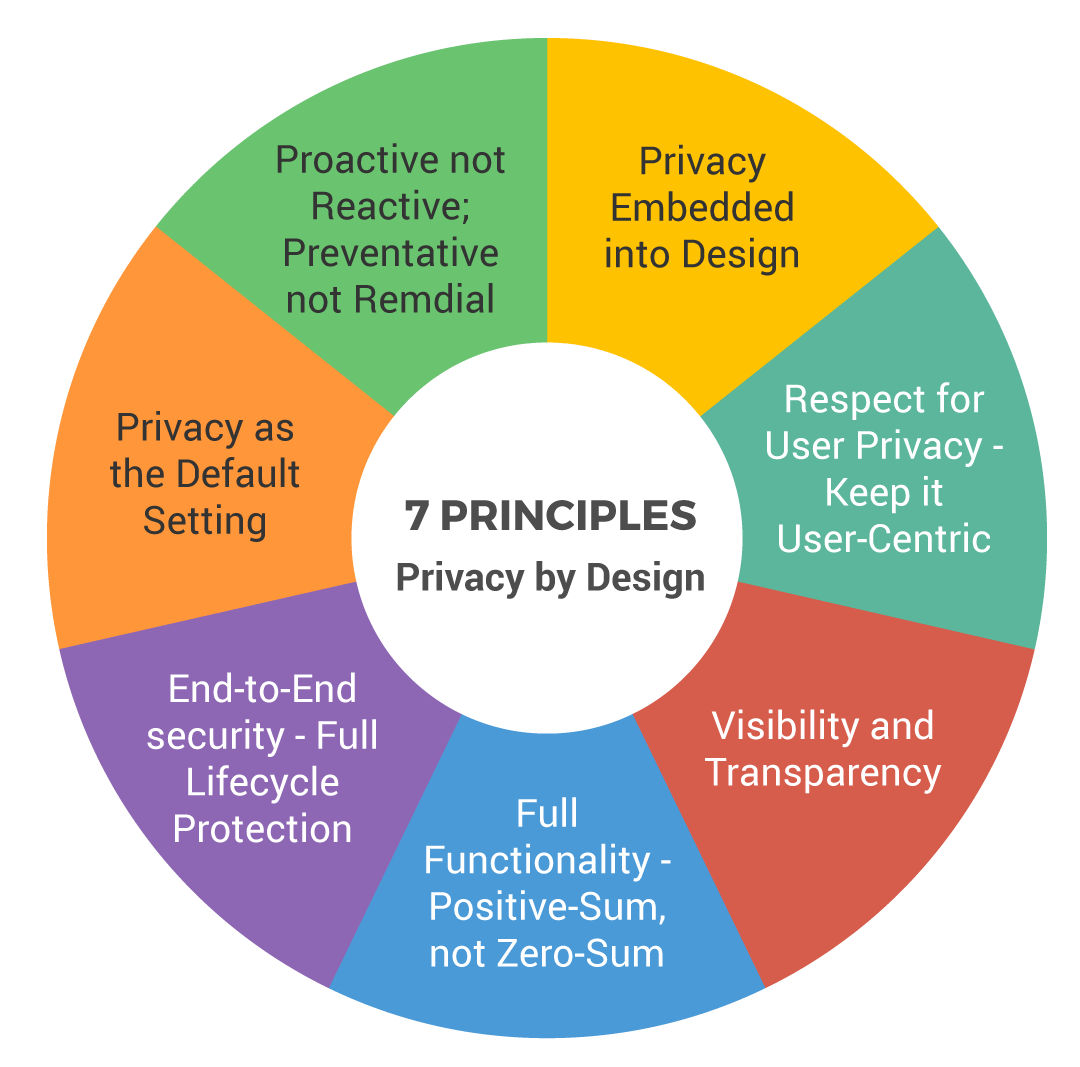 7 PRINCIPLES
Privacy by Design
Privacy
Embedded
into Design
Respect for
User Privacy -
Keep it
User-Centric
Visibility and
Transparency
Full
Functionality -
Positive-Sum,
not Zero-Sum
End-to-End
security - Full
Lifecycle
Protection
Privacy as
the Default
Setting
Proactive not
Reactive;
Preventative
not Remdial